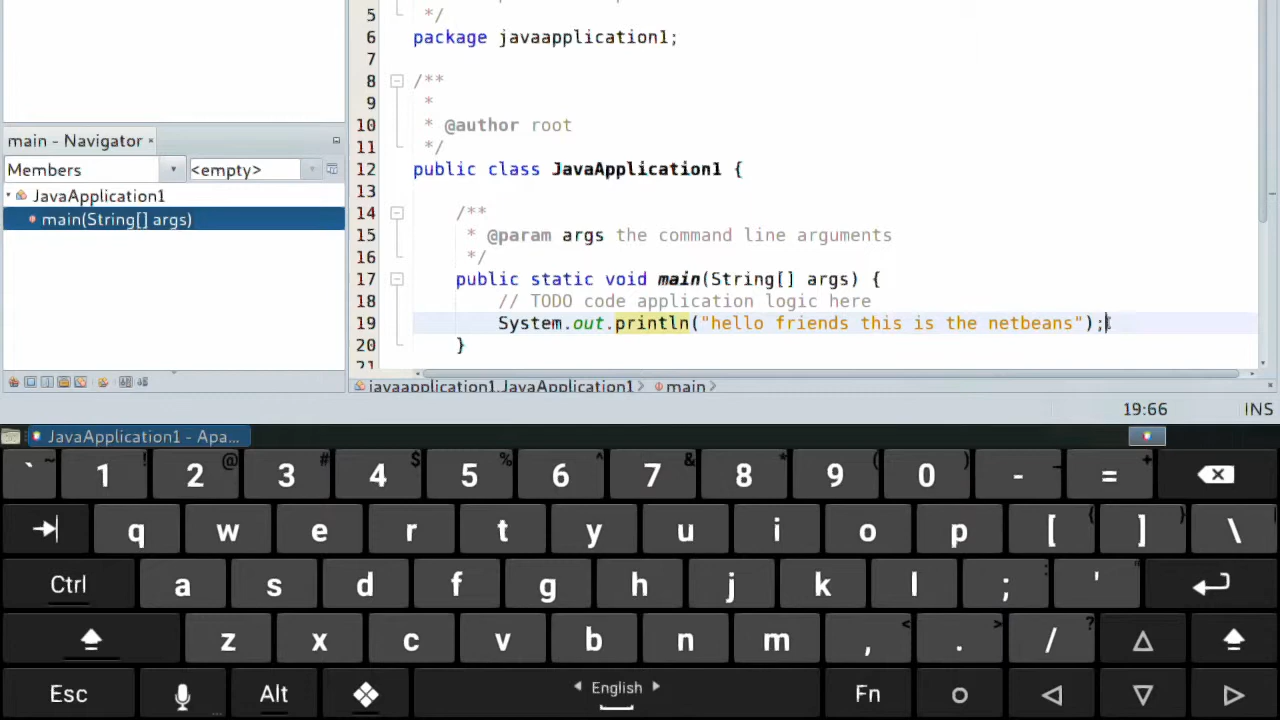 5 */
6 package javaapplication1;
7
8 /**
9 *
10 * @author root
11 */
12 public class JavaApplication1 {
13
14 /**
15 * @param args the command line arguments
16 */
17 public static void main(String[] args) {
18 // TODO code application logic here
19 System.out.println("hello friends this is the netbeans");
20 }
21
main - Navigator ×
Members <empty>
JavaApplication1
main(String[] args)
javaapplication1.JavaApplication1 main
19:66 INS
JavaApplication1 - Apa...
` ~ 1 ! 2 @ 3 # 4 $ 5 % 6 ^ 7 & 8 * 9 ( 0 ) - _ = +
q w e r t y u i o p [ { ] } \
Ctrl a s d f g h j k l ; : ' "
z x c v b n m , < . > / ?
Esc Alt English Fn